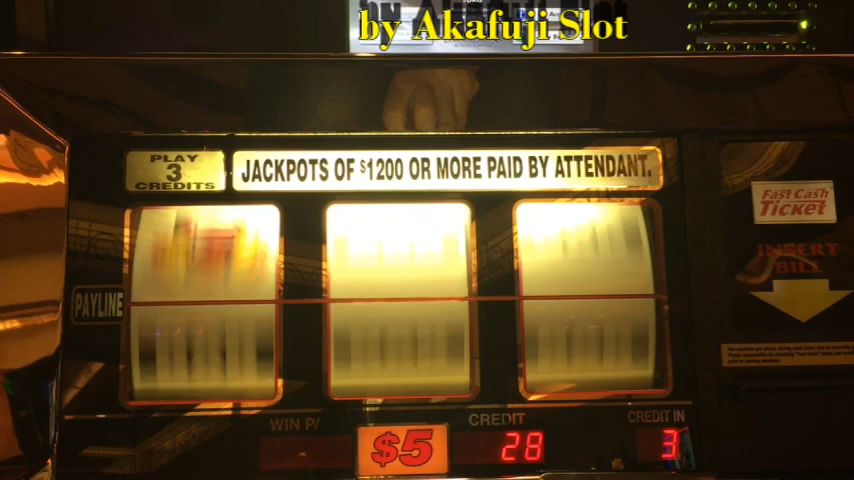 by Akafuji Slot
PLAY
3
CREDITS
JACKPOTS OF $1200 OR MORE PAID BY ATTENDANT.
Fast Cash
Ticket
INSERT
BILL
PAYLINE
WIN
CREDIT
CREDIT IN
$5
28
3